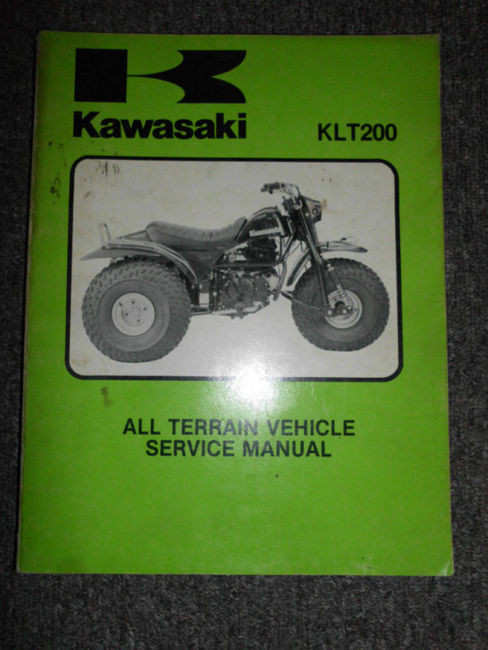 Kawasaki
KLT200
ALL TERRAIN VEHICLE
SERVICE MANUAL